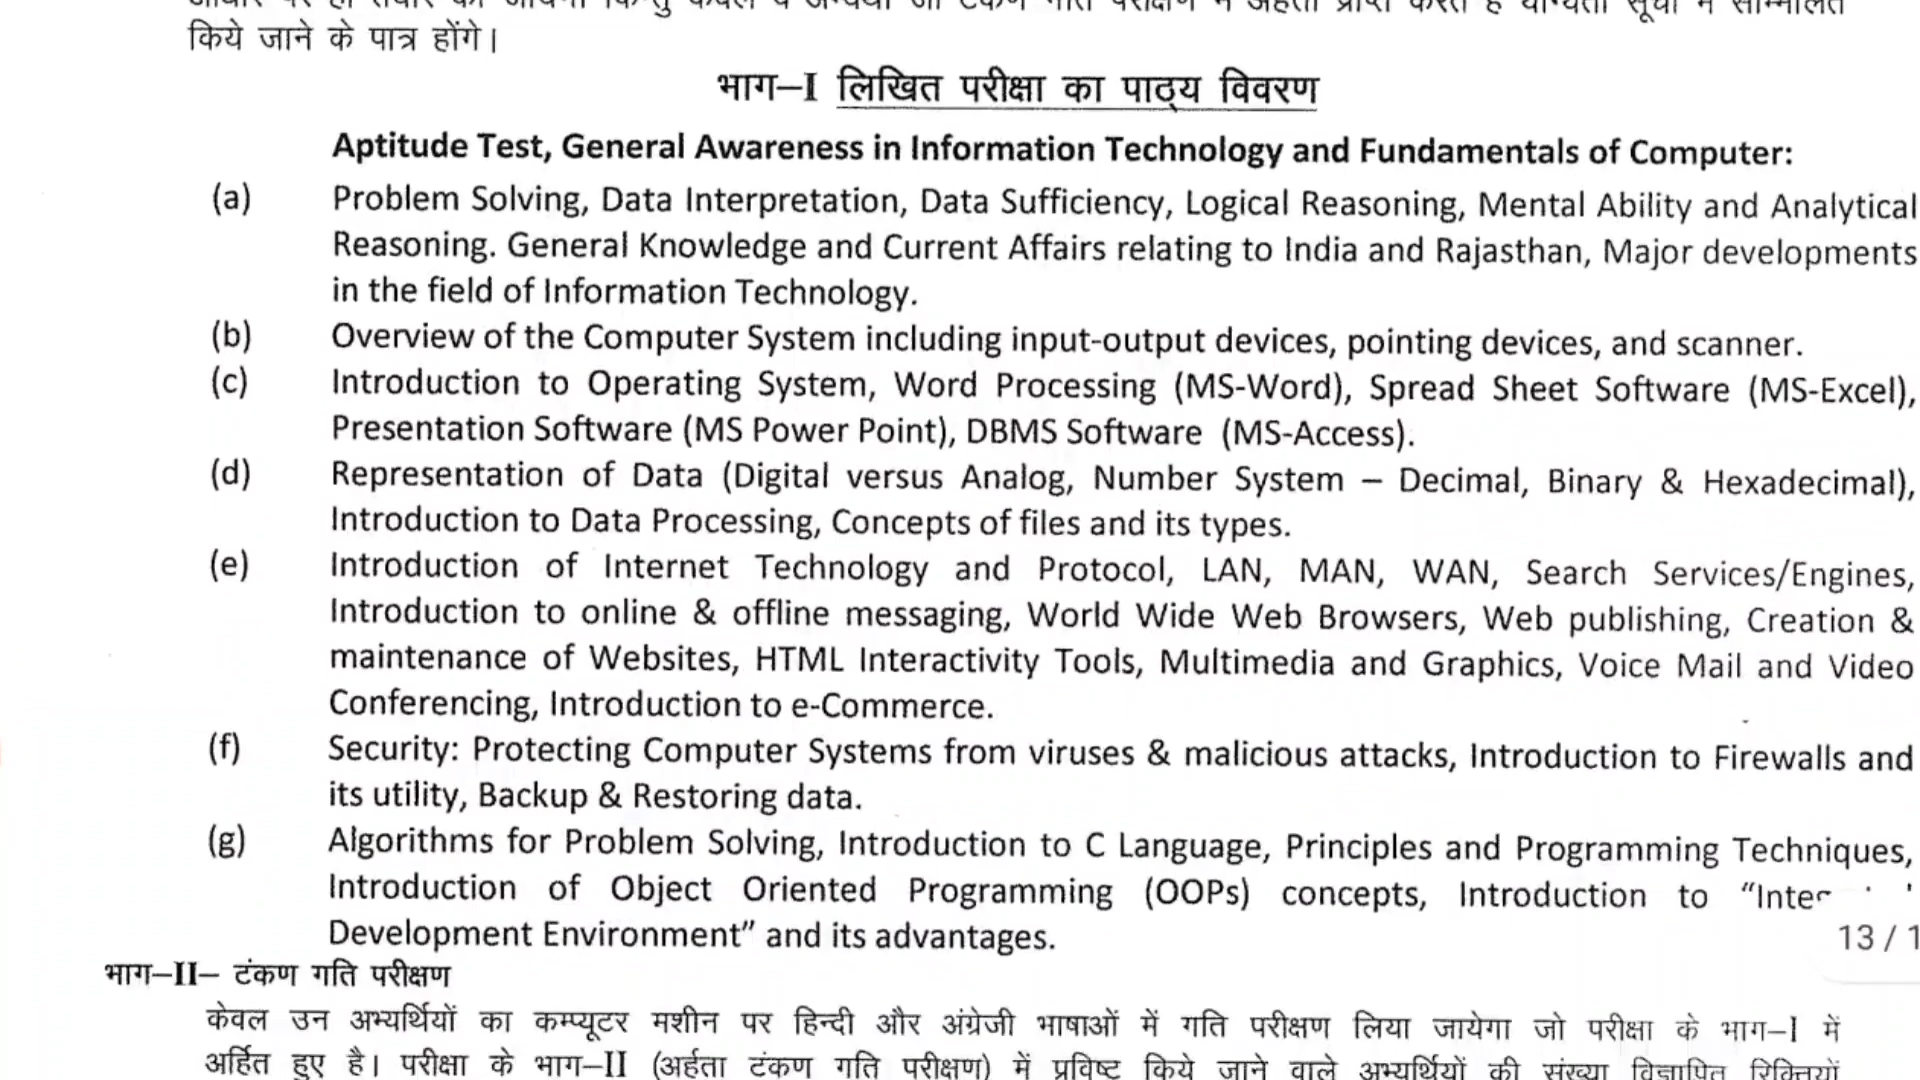 किये जाने के पात्र होंगे।
भाग–I लिखित परीक्षा का पाठ्य विवरण
Aptitude Test, General Awareness in Information Technology and Fundamentals of Computer:
(a) Problem Solving, Data Interpretation, Data Sufficiency, Logical Reasoning, Mental Ability and Analytical
Reasoning. General Knowledge and Current Affairs relating to India and Rajasthan, Major developments
in the field of Information Technology.
(b) Overview of the Computer System including input-output devices, pointing devices, and scanner.
(c) Introduction to Operating System, Word Processing (MS-Word), Spread Sheet Software (MS-Excel),
Presentation Software (MS Power Point), DBMS Software (MS-Access).
(d) Representation of Data (Digital versus Analog, Number System – Decimal, Binary & Hexadecimal),
Introduction to Data Processing, Concepts of files and its types.
(e) Introduction of Internet Technology and Protocol, LAN, MAN, WAN, Search Services/Engines,
Introduction to online & offline messaging, World Wide Web Browsers, Web publishing, Creation &
maintenance of Websites, HTML Interactivity Tools, Multimedia and Graphics, Voice Mail and Video
Conferencing, Introduction to e-Commerce.
(f) Security: Protecting Computer Systems from viruses & malicious attacks, Introduction to Firewalls and
its utility, Backup & Restoring data.
(g) Algorithms for Problem Solving, Introduction to C Language, Principles and Programming Techniques,
Introduction of Object Oriented Programming (OOPs) concepts, Introduction to
Development Environment” and its advantages.
13 / 1
भाग–II– टंकण गति परीक्षण
केवल उन अभ्यर्थियों का कम्प्यूटर मशीन पर हिन्दी और अंग्रेजी भाषाओं में गति परीक्षण लिया जायेगा जो परीक्षा के भाग–I में
अर्हित हुए है। परीक्षा के भाग–II (अर्हता टंकण गति परीक्षण) में प्रविष्ट किये जाने वाले अभ्यर्थियों की संख्या विज्ञापित रिक्तियों